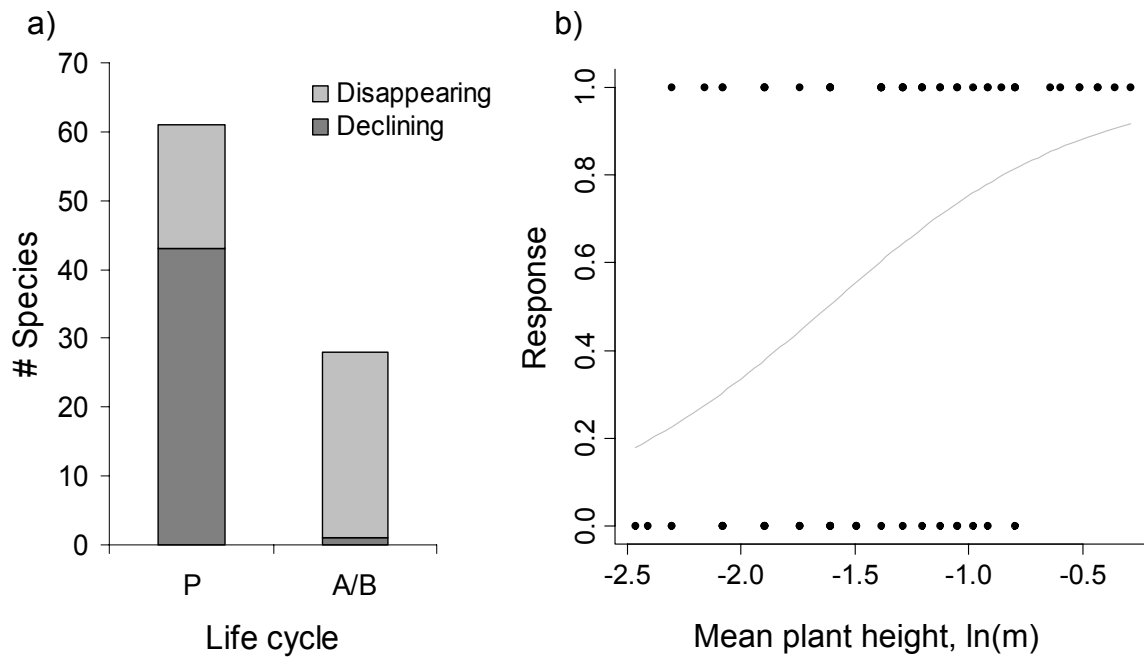 a)
70
60
50
40
30
20
10
0
# Species
Disappearing
Declining
P
A/B
Life cycle
b)
1.0
0.8
0.6
0.4
0.2
0.0
Response
-2.5
-2.0
-1.5
-1.0
-0.5
Mean plant height, ln(m)